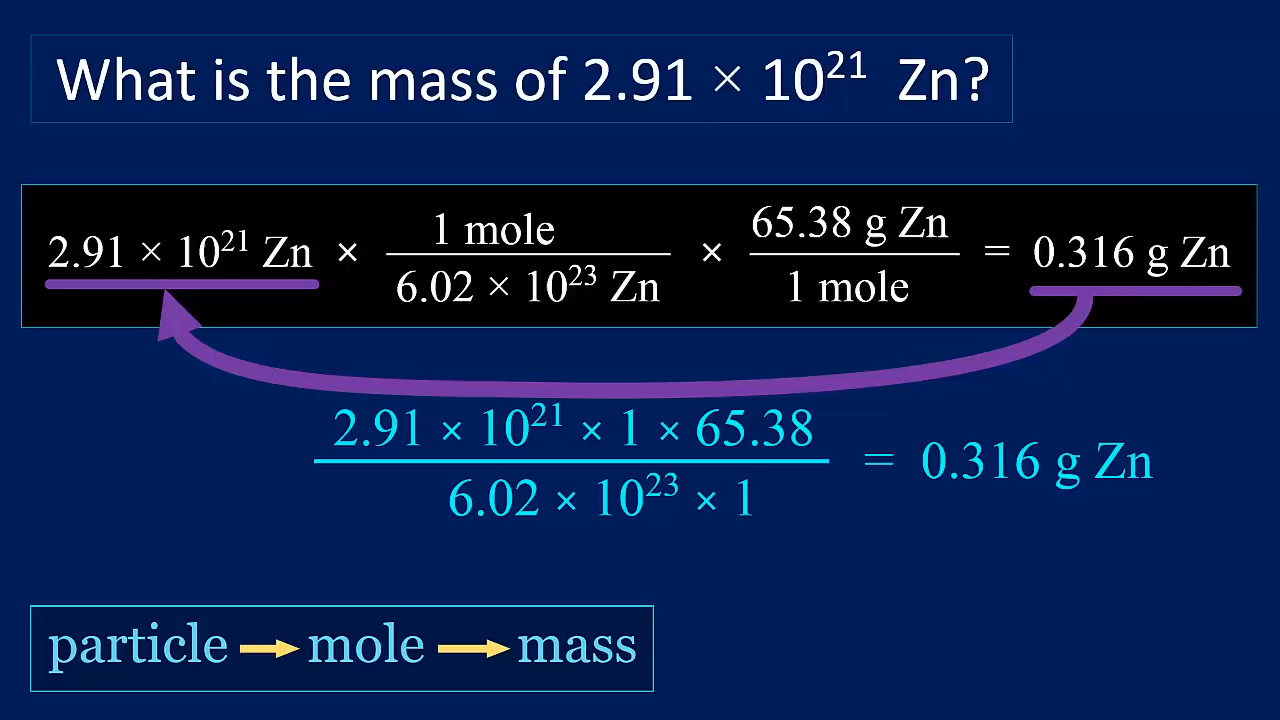 What is the mass of 2.91 × 10²¹ Zn?
2.91 × 10²¹ Zn × 1 mole / 6.02 × 10²³ Zn × 65.38 g Zn / 1 mole = 0.316 g Zn
2.91 × 10²¹ × 1 × 65.38 / 6.02 × 10²³ × 1 = 0.316 g Zn
particle → mole → mass